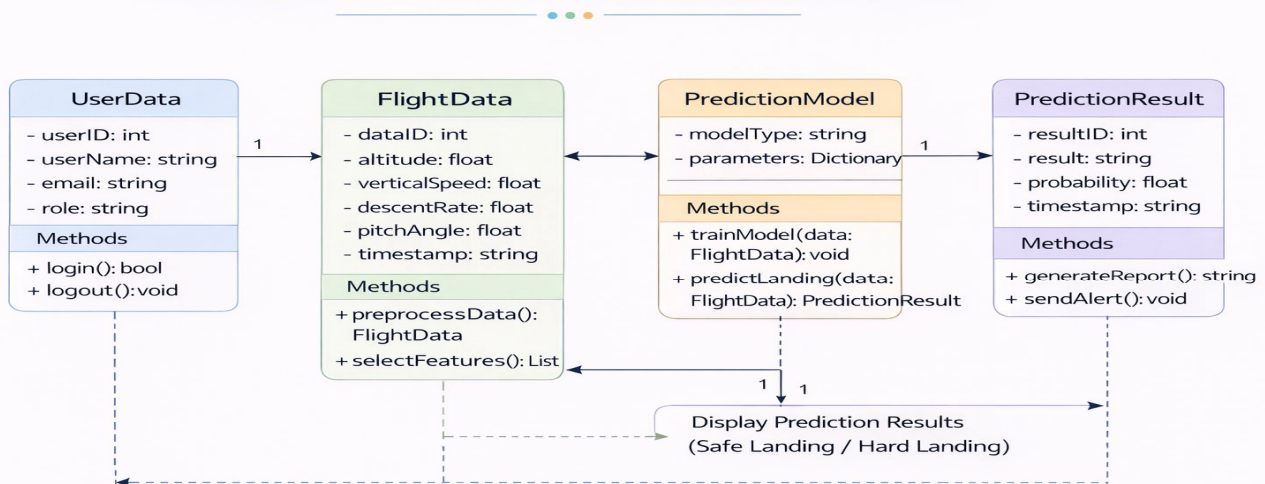 UserData
- userID: int
- userName: string
- email: string
- role: string
Methods
+ login(): bool
+ logout():void
1
FlightData
- dataID: int
- altitude: float
- verticalSpeed: float
- descentRate: float
- pitchAngle: float
- timestamp: string
Methods
+ preprocessData():
FlightData
+ selectFeatures(): List
PredictionModel
- modelType: string
- parameters: Dictionary
Methods
+ trainModel(data:
FlightData): void
+ predictLanding(data:
FlightData): PredictionResult
1
PredictionResult
- resultID: int
- result: string
- probability: float
- timestamp: string
Methods
+ generateReport(): string
+ sendAlert(): void
1 1
Display Prediction Results
(Safe Landing / Hard Landing)